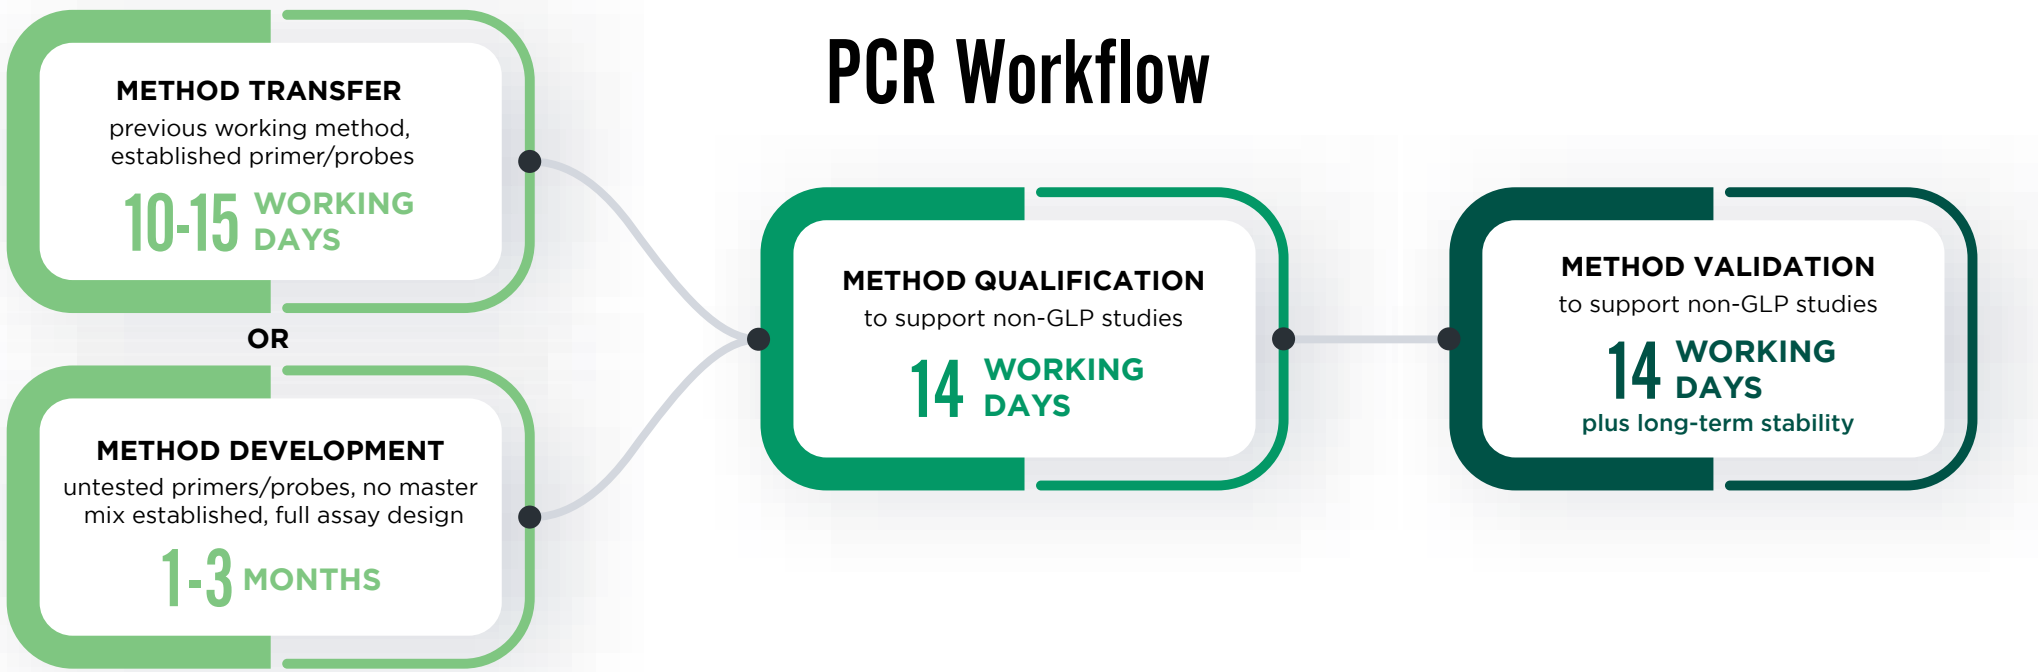 PCR Workflow
METHOD TRANSFER
previous working method,
established primer/probes
10-15 WORKING
DAYS
OR
METHOD DEVELOPMENT
untested primers/probes, no master
mix established, full assay design
1-3 MONTHS
METHOD QUALIFICATION
to support non-GLP studies
14 WORKING
DAYS
METHOD VALIDATION
to support non-GLP studies
14 WORKING
DAYS
plus long-term stability